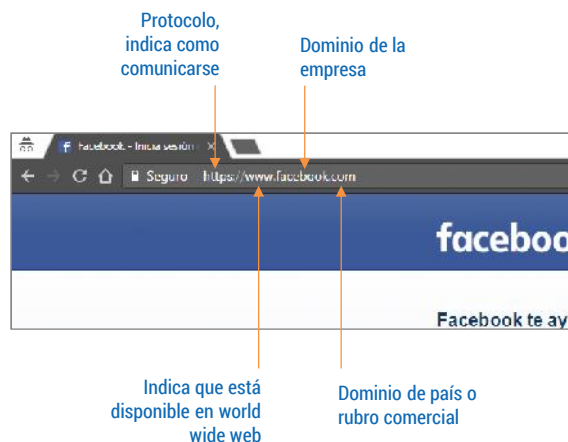 Protocolo,
indica como
comunicarse
Dominio de la
empresa
Facebook - Inicia sesión
Seguro https://www.facebook.com
faceboo
Facebook te ay
Indica que está
disponible en world
wide web
Dominio de país o
rubro comercial